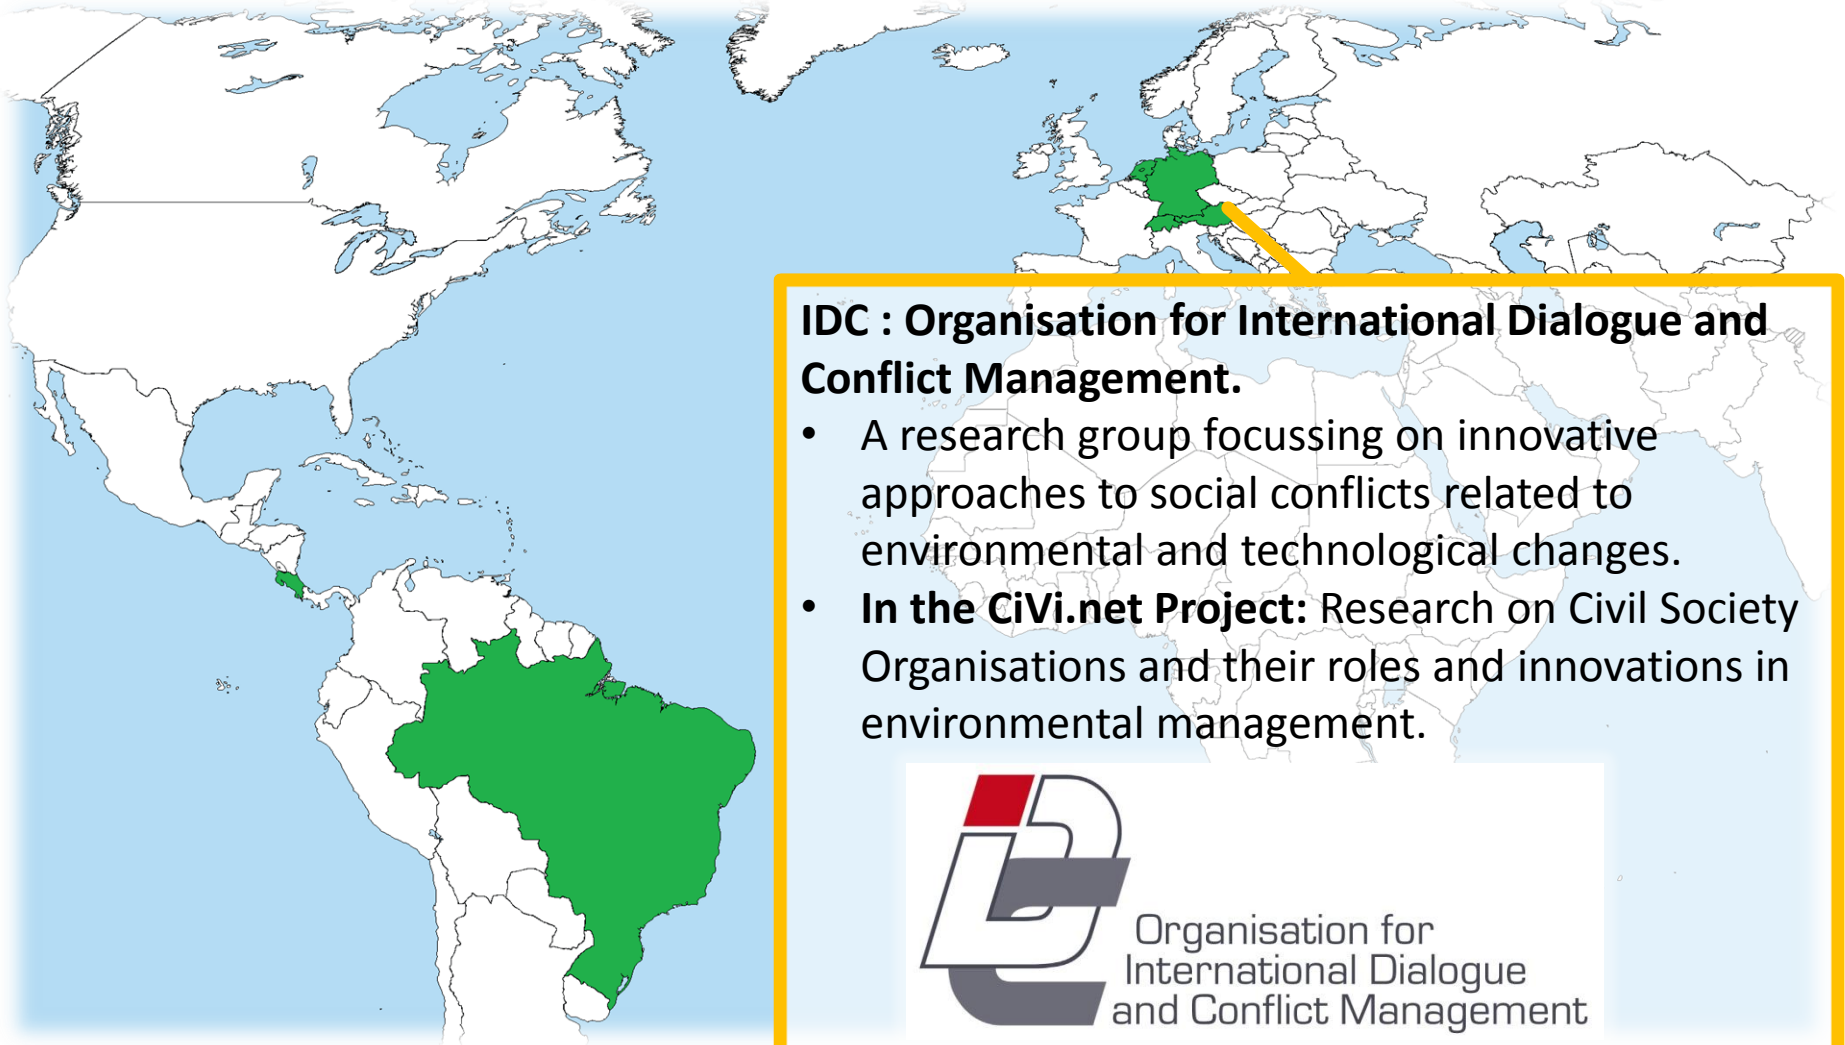 IDC : Organisation for International Dialogue and
Conflict Management.
• A research group focussing on innovative
approaches to social conflicts related to
environmental and technological changes.
• In the CiVi.net Project: Research on Civil Society
Organisations and their roles and innovations in
environmental management.
iDC
Organisation for
International Dialogue
and Conflict Management